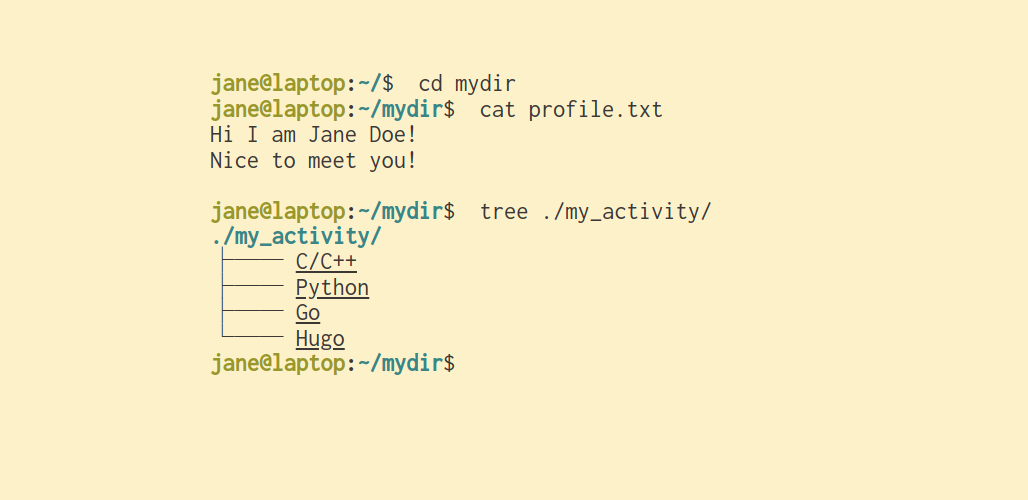 jane@laptop:~/$ cd mydir
jane@laptop:~/mydir$ cat profile.txt
Hi I am Jane Doe!
Nice to meet you!
jane@laptop:~/mydir$ tree ./my_activity/
./my_activity/
C/C++
Python
Go
Hugo
jane@laptop:~/mydir$